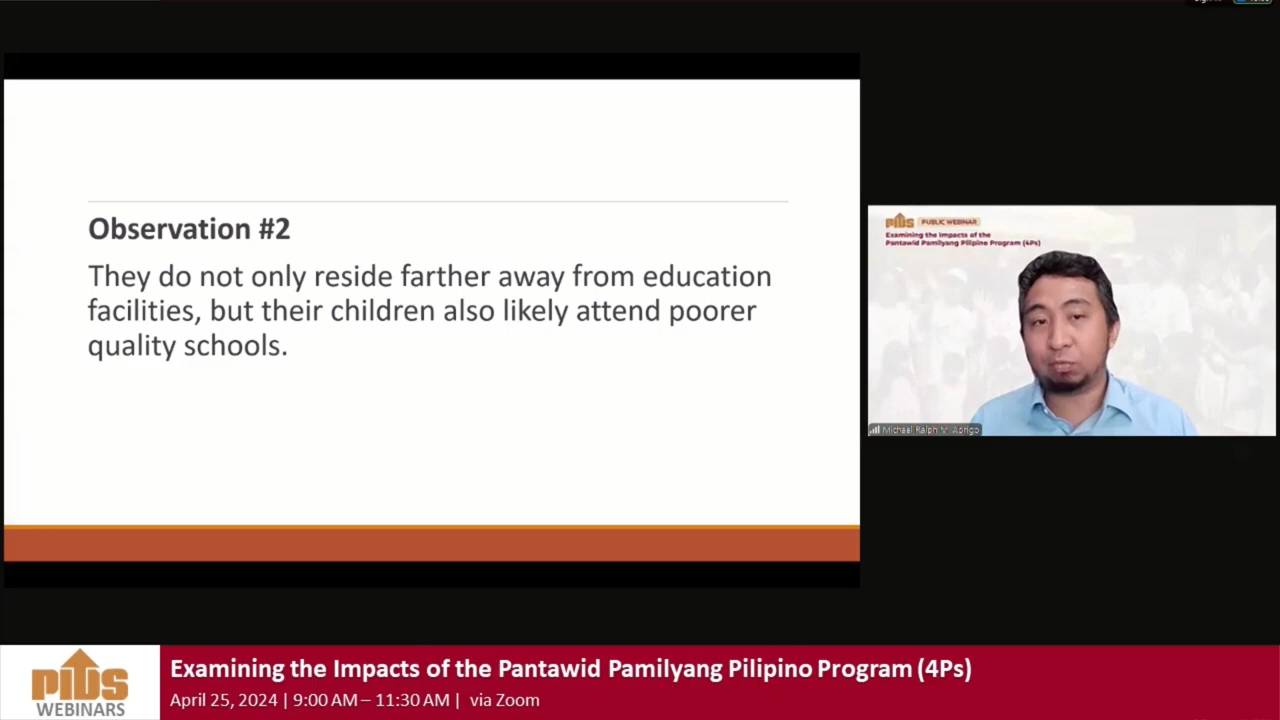 Observation #2
They do not only reside farther away from education
facilities, but their children also likely attend poorer
quality schools.
pids PUBLIC WEBINAR
Examining the Impacts of the
Pantawid Pamilyang Pilipino Program (4Ps)
Michael Ralph M. Abrigo
pids
WEBINARS
Examining the Impacts of the Pantawid Pamilyang Pilipino Program (4Ps)
April 25, 2024 | 9:00 AM – 11:30 AM | via Zoom